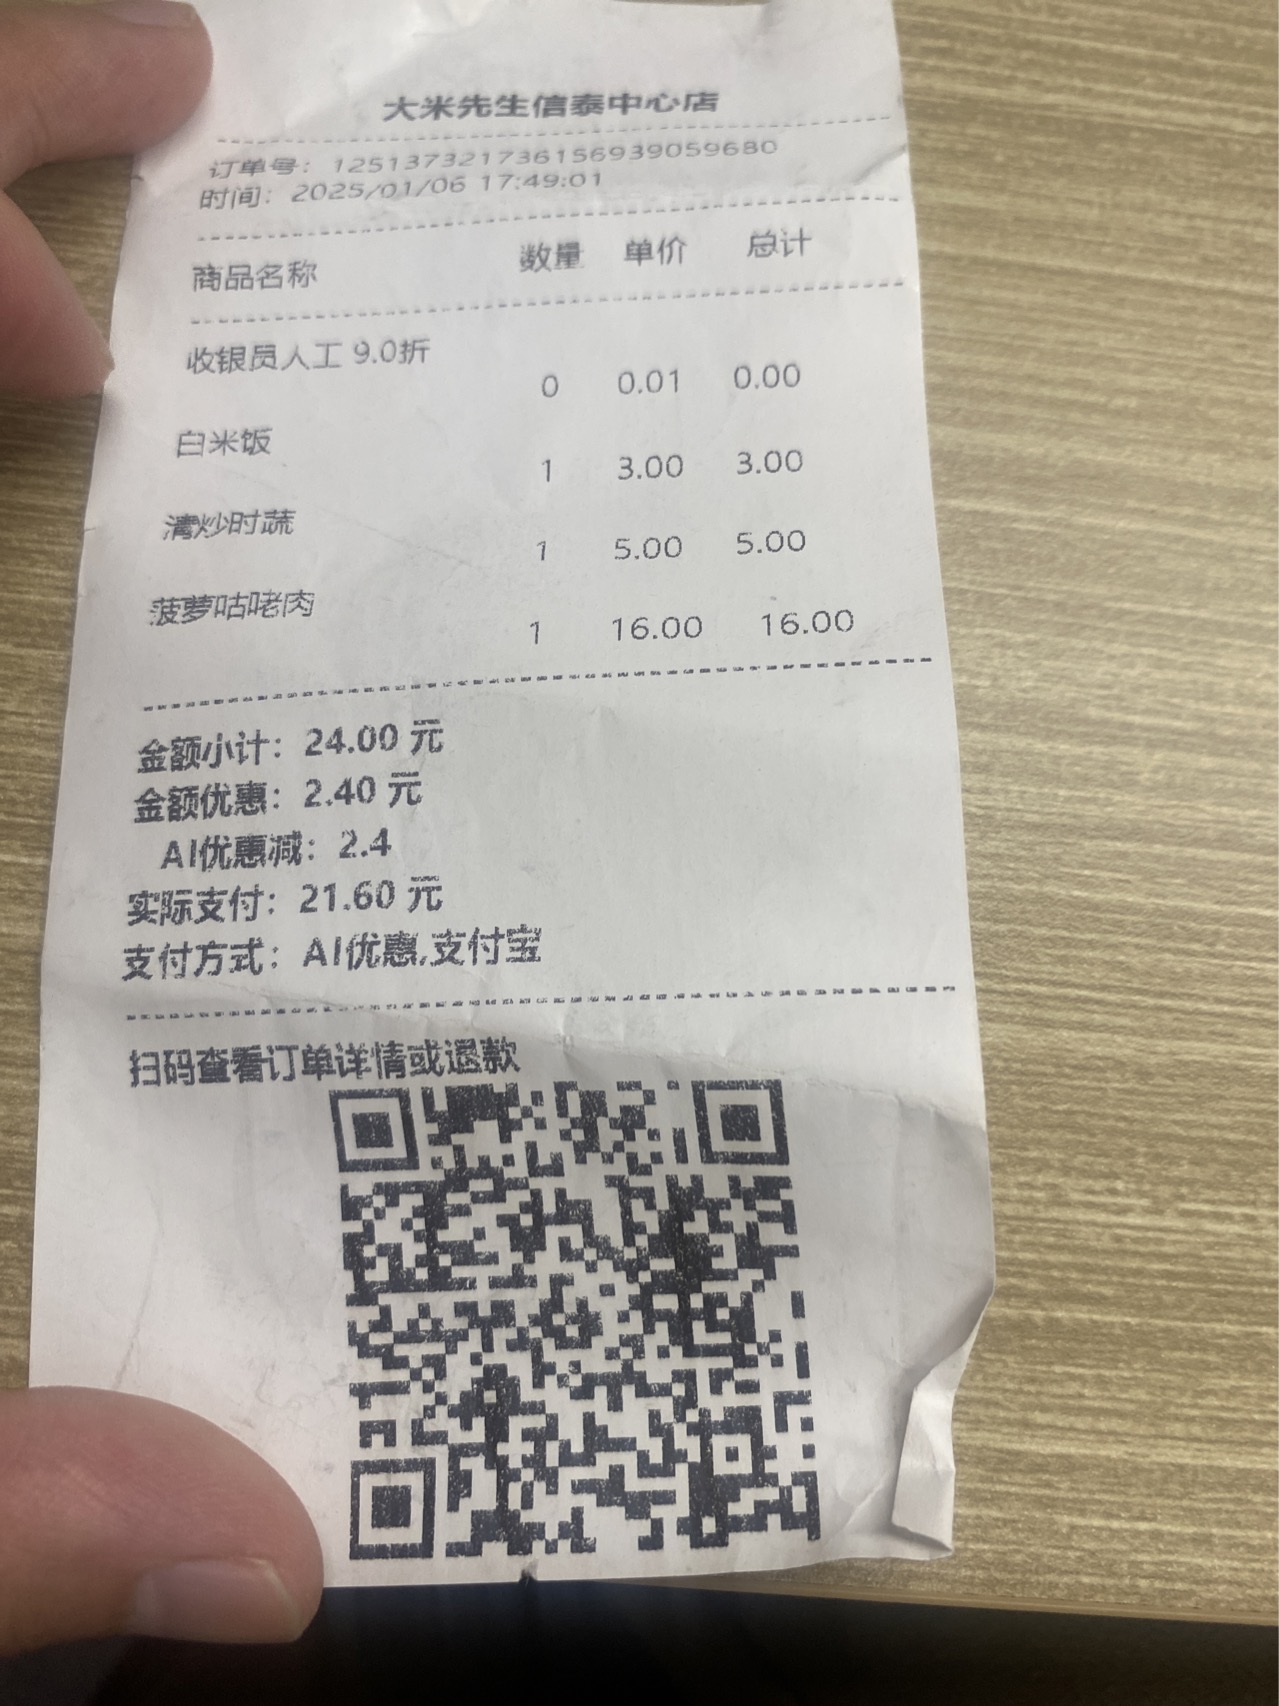 大米先生信泰中心店
订单号：12513732173615693905968０
时间：2025/01/06 17:49:01
商品名称 数量 单价 总计
收银员人工 9.0折
0 0.01 0.00
白米饭
1 3.00 3.00
清炒时蔬
1 5.00 5.00
菠萝咕咾肉
1 16.00 16.00
金额小计：24.00 元
金额优惠：2.40 元
AI优惠减：2.4
实际支付：21.60 元
支付方式：AI优惠,支付宝
扫码查看订单详情或退款